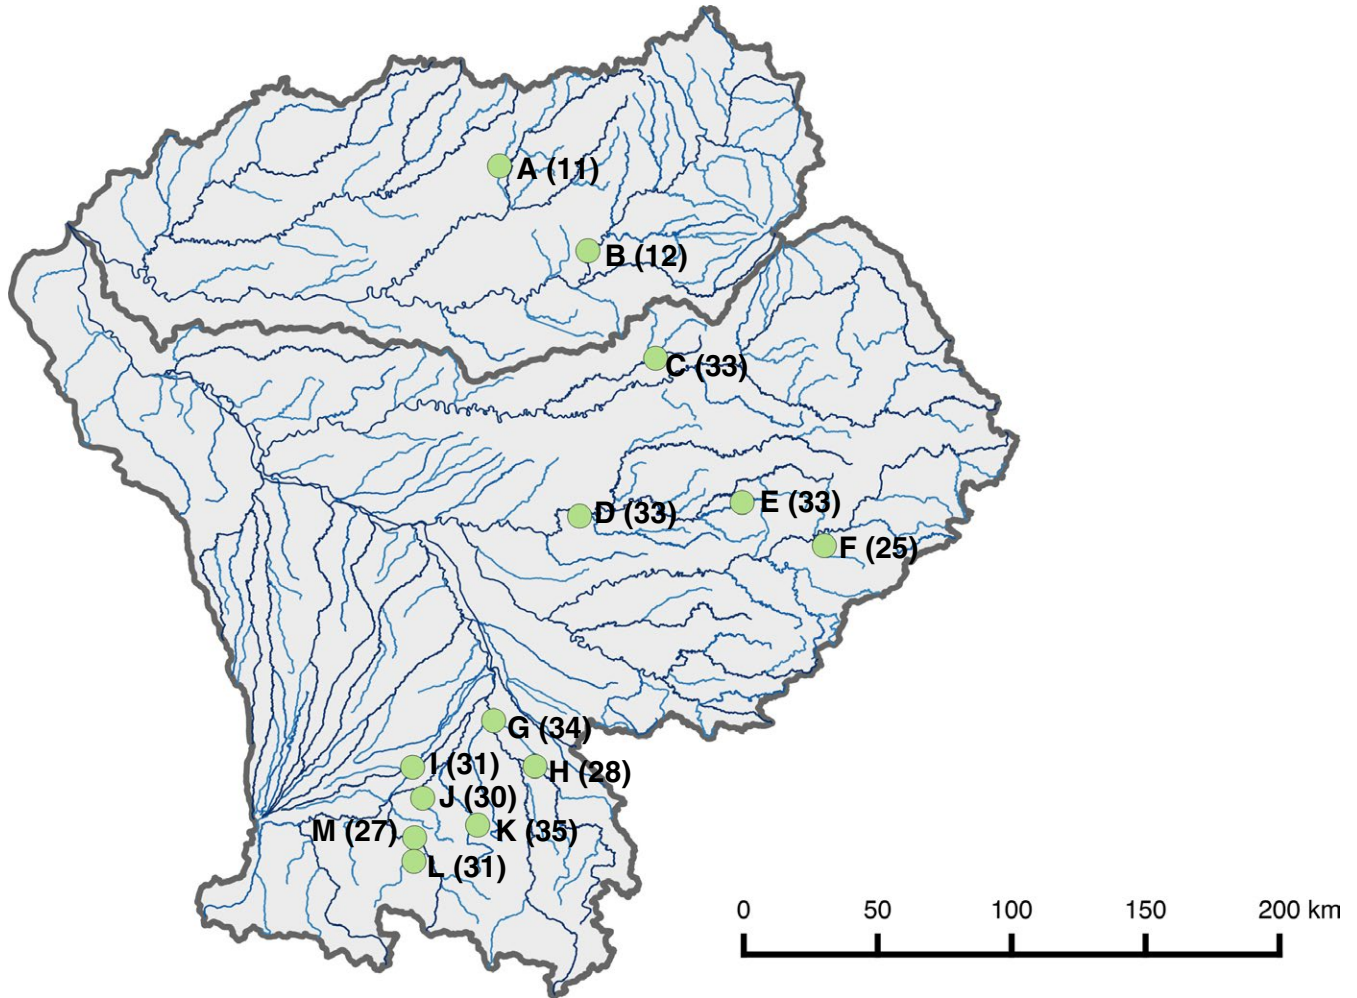 A (11)
B (12)
C (33)
D (33)
E (33)
F (25)
G (34)
I (31)
H (28)
J (30)
M (27)
K (35)
L (31)
0 50 100 150 200 km